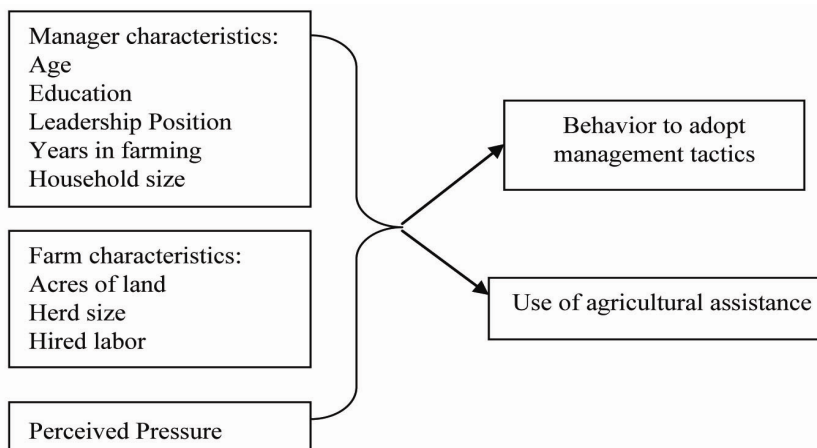 Manager characteristics:
Age
Education
Leadership Position
Years in farming
Household size
Farm characteristics:
Acres of land
Herd size
Hired labor
Perceived Pressure
Behavior to adopt
management tactics
Use of agricultural assistance